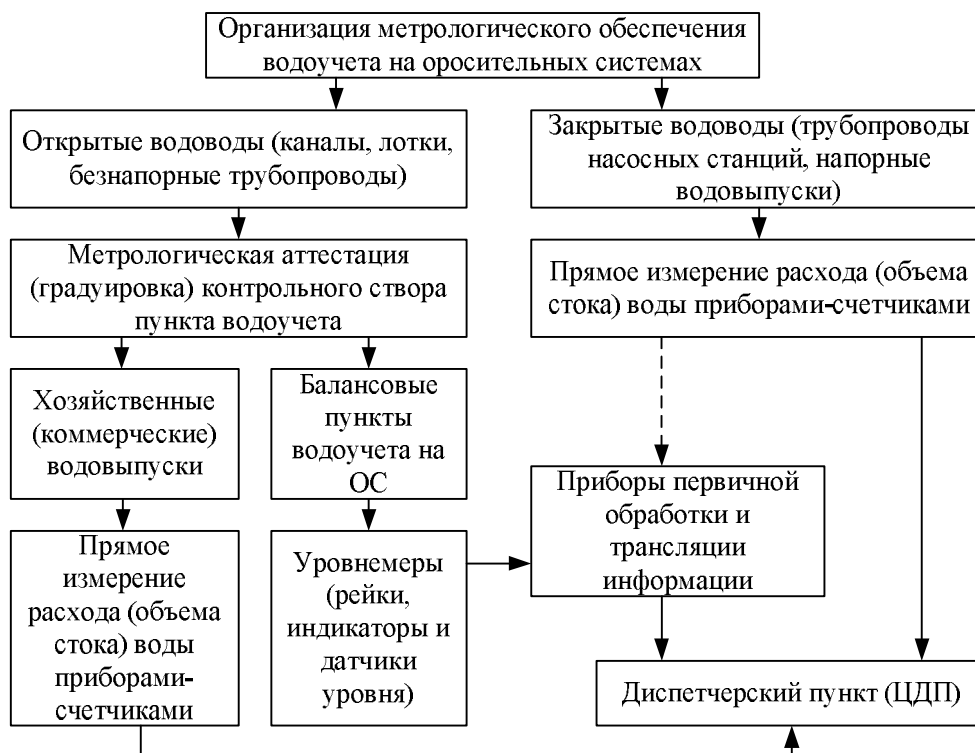 Организация метрологического обеспечения
водоучета на оросительных системах
Открытые водоводы (каналы, лотки,
безнапорные трубопроводы)
Закрытые водоводы (трубопроводы
насосных станций, напорные
водовыпуски)
Метрологическая аттестация
(градуировка) контрольного створа
пункта водоучета
Прямое измерение расхода (объема
стока) воды приборами-счетчиками
Хозяйственные
(коммерческие)
водовыпуски
Балансовые
пункты
водоучета на
ОС
Приборы первичной
обработки и
трансляции
информации
Прямое
измерение
расхода (объема
стока) воды
приборами-
счетчиками
Уровнемеры
(рейки,
индикаторы и
датчики
уровня)
Диспетчерский пункт (ЦДП)